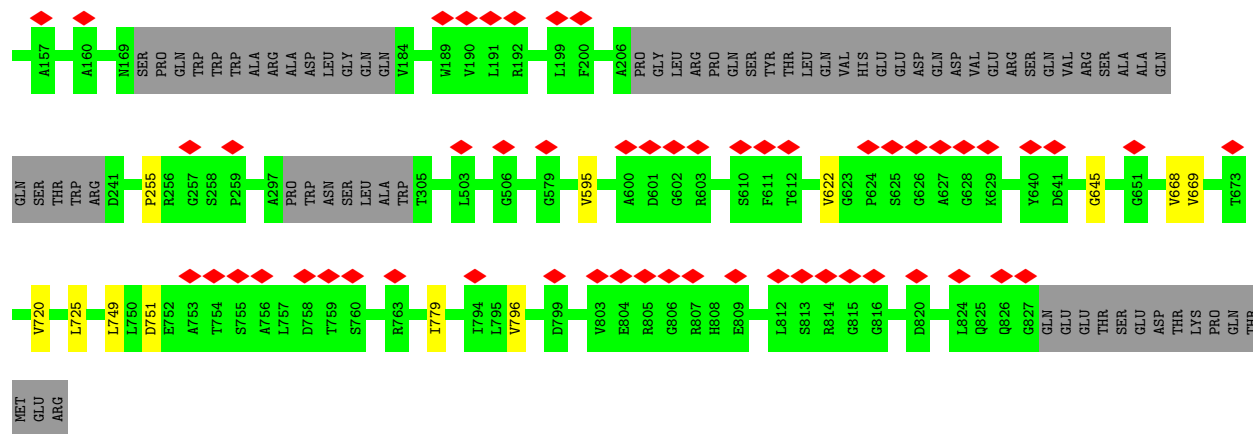 A157 A160 N169 SER PRO GLN TRP TRP TRP ALA ARG ALA ASP LEU GLY GLN GLN V184 W189 V190 L191 R192 L199 F200 A206 PRO GLY LEU ARG PRO GLN SER TYR THR LEU GLN VAL HIS GLU GLU ASP GLN ASP VAL GLU ARG SER GLN VAL ARG SER ALA ALA GLN
GLN SER THR TRP ARG D241 P255 R256 G257 S258 P259 A297 PRO TRP ASN SER LEU ALA TRP T305 L503 G506 G579 V595 A600 D601 G602 R603 S610 F611 T612 V622 G623 P624 S625 G626 A627 G628 K629 Y640 D641 G645 G651 V668 V669 T673
V720 L725 L749 L750 D751 E752 A753 T754 S755 A756 L757 D758 T759 S760 R763 I779 I794 L795 V796 D799 V803 E804 R805 G806 R807 H808 E809 L812 S813 R814 G815 G816 D820 L824 Q825 Q826 G827 GLN GLU GLU THR SER GLU ASP THR LYS PRO GLN THR
MET GLU ARG